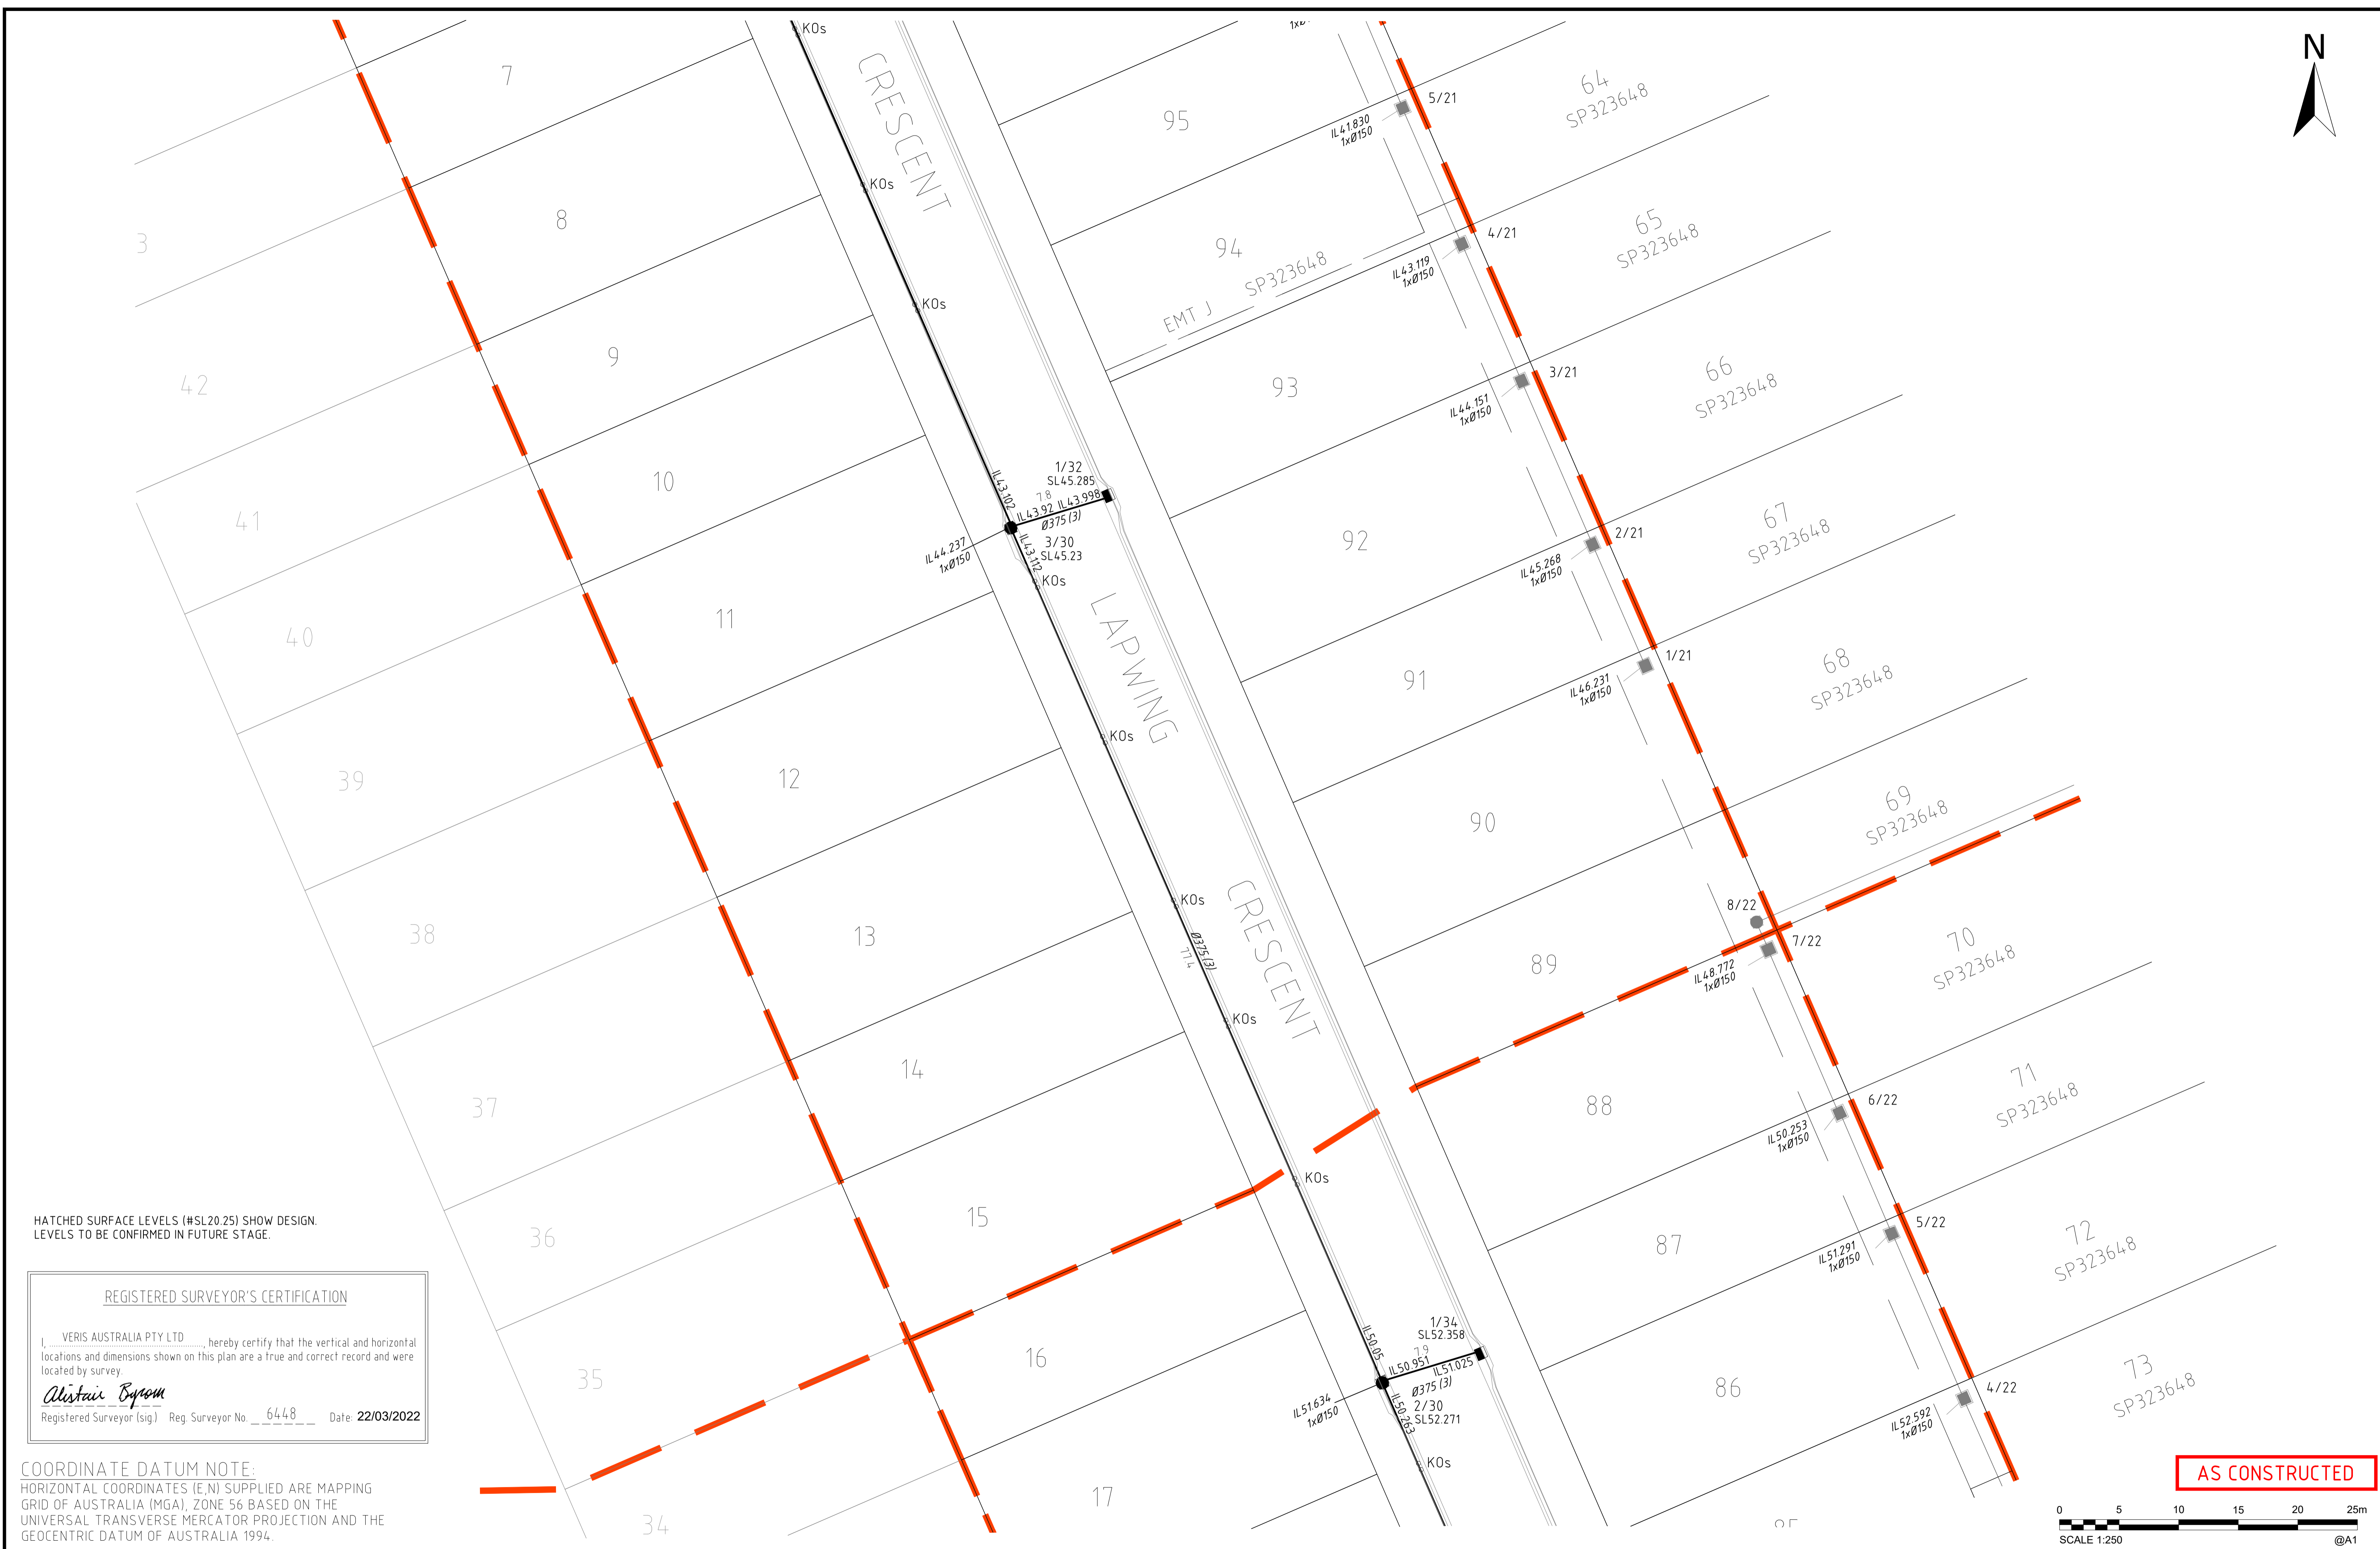 N
KOs
CRESCENT
7
95
5/21
IL41.830
1xØ150
64
SP323648
KOs
8
3
94
4/21
IL43.119
1xØ150
65
SP323648
EMT J SP323648
KOs
9
42
93
3/21
IL44.151
1xØ150
66
SP323648
10
41
IL43.102
1/32
SL45.285
7.8
IL43.92 IL43.998
Ø375 (3)
3/30
SL45.23
IL43.112
IL44.237
1xØ150
KOs
92
2/21
IL45.268
1xØ150
67
SP323648
11
40
LAPWING
91
1/21
IL46.231
1xØ150
68
SP323648
KOs
12
39
90
69
SP323648
KOs
CRESCENT
13
38
Ø375 (3)
77.4
8/22
7/22
IL48.772
1xØ150
89
70
SP323648
KOs
14
37
88
6/22
IL50.253
1xØ150
71
SP323648
KOs
15
36
87
5/22
IL51.291
1xØ150
72
SP323648
16
35
IL50.05
1/34
SL52.358
7.9
IL50.951
IL51.025
Ø375 (3)
2/30
SL52.271
IL50.263
IL51.634
1xØ150
KOs
86
4/22
IL52.592
1xØ150
73
SP323648
17
34
HATCHED SURFACE LEVELS (#SL20.25) SHOW DESIGN.
LEVELS TO BE CONFIRMED IN FUTURE STAGE.
REGISTERED SURVEYOR'S CERTIFICATION
I, VERIS AUSTRALIA PTY LTD, hereby certify that the vertical and horizontal
locations and dimensions shown on this plan are a true and correct record and were
located by survey.
Alistair Byrom
Registered Surveyor (sig.) Reg. Surveyor No. 6448 Date: 22/03/2022
COORDINATE DATUM NOTE:
HORIZONTAL COORDINATES (E,N) SUPPLIED ARE MAPPING
GRID OF AUSTRALIA (MGA), ZONE 56 BASED ON THE
UNIVERSAL TRANSVERSE MERCATOR PROJECTION AND THE
GEOCENTRIC DATUM OF AUSTRALIA 1994.
AS CONSTRUCTED
0 5 10 15 20 25m
SCALE 1:250 @A1